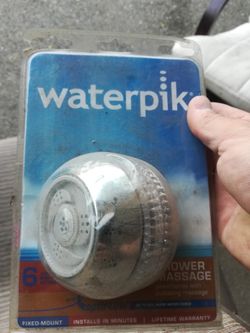 waterpik
6
SHOWER
MASSAGE
FIXED-MOUNT
INSTALLS IN MINUTES
LIFETIME WARRANTY